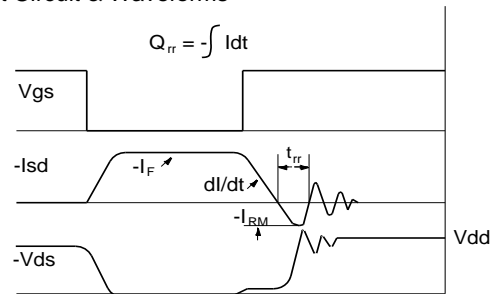 Circuit & Waveforms
Q_rr = -∫ Idt
Vgs
-Isd
-I_F
t_rr
dI/dt
-I_RM
Vdd
-Vds